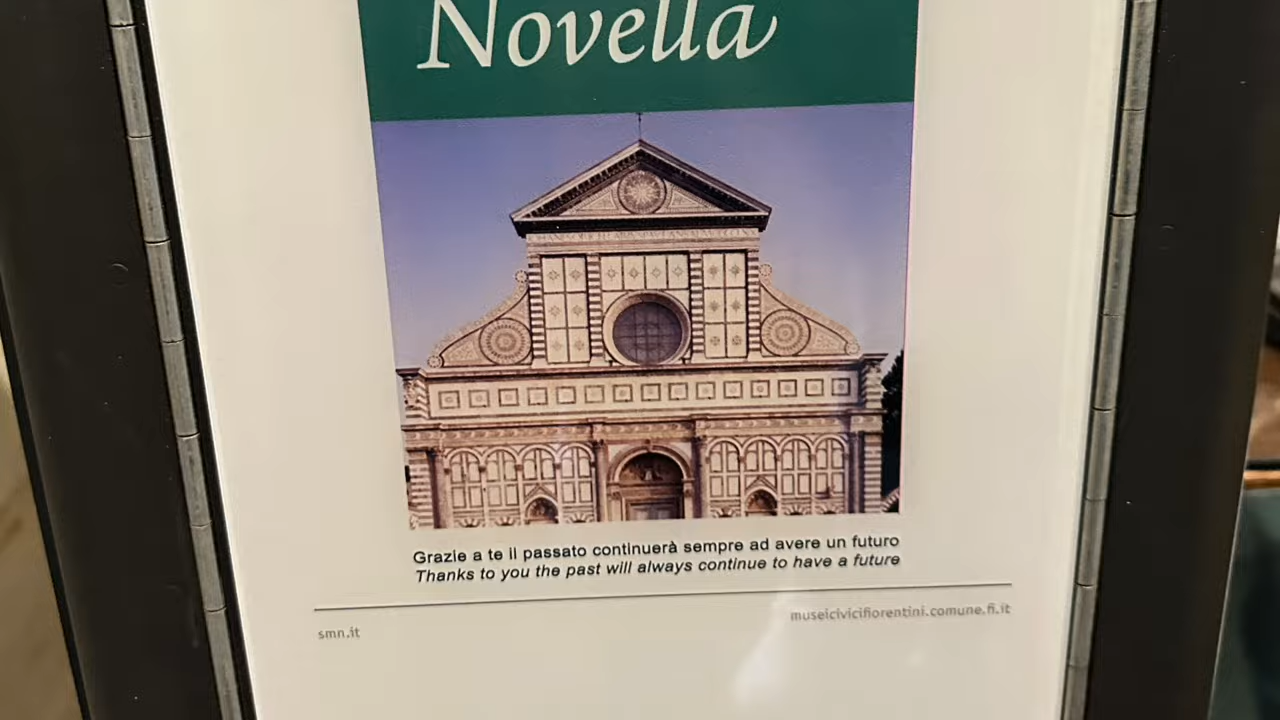 Novella
Grazie a te il passato continuerà sempre ad avere un futuro
Thanks to you the past will always continue to have a future
museicivicifiorentini.comune.fi.it
smn.it